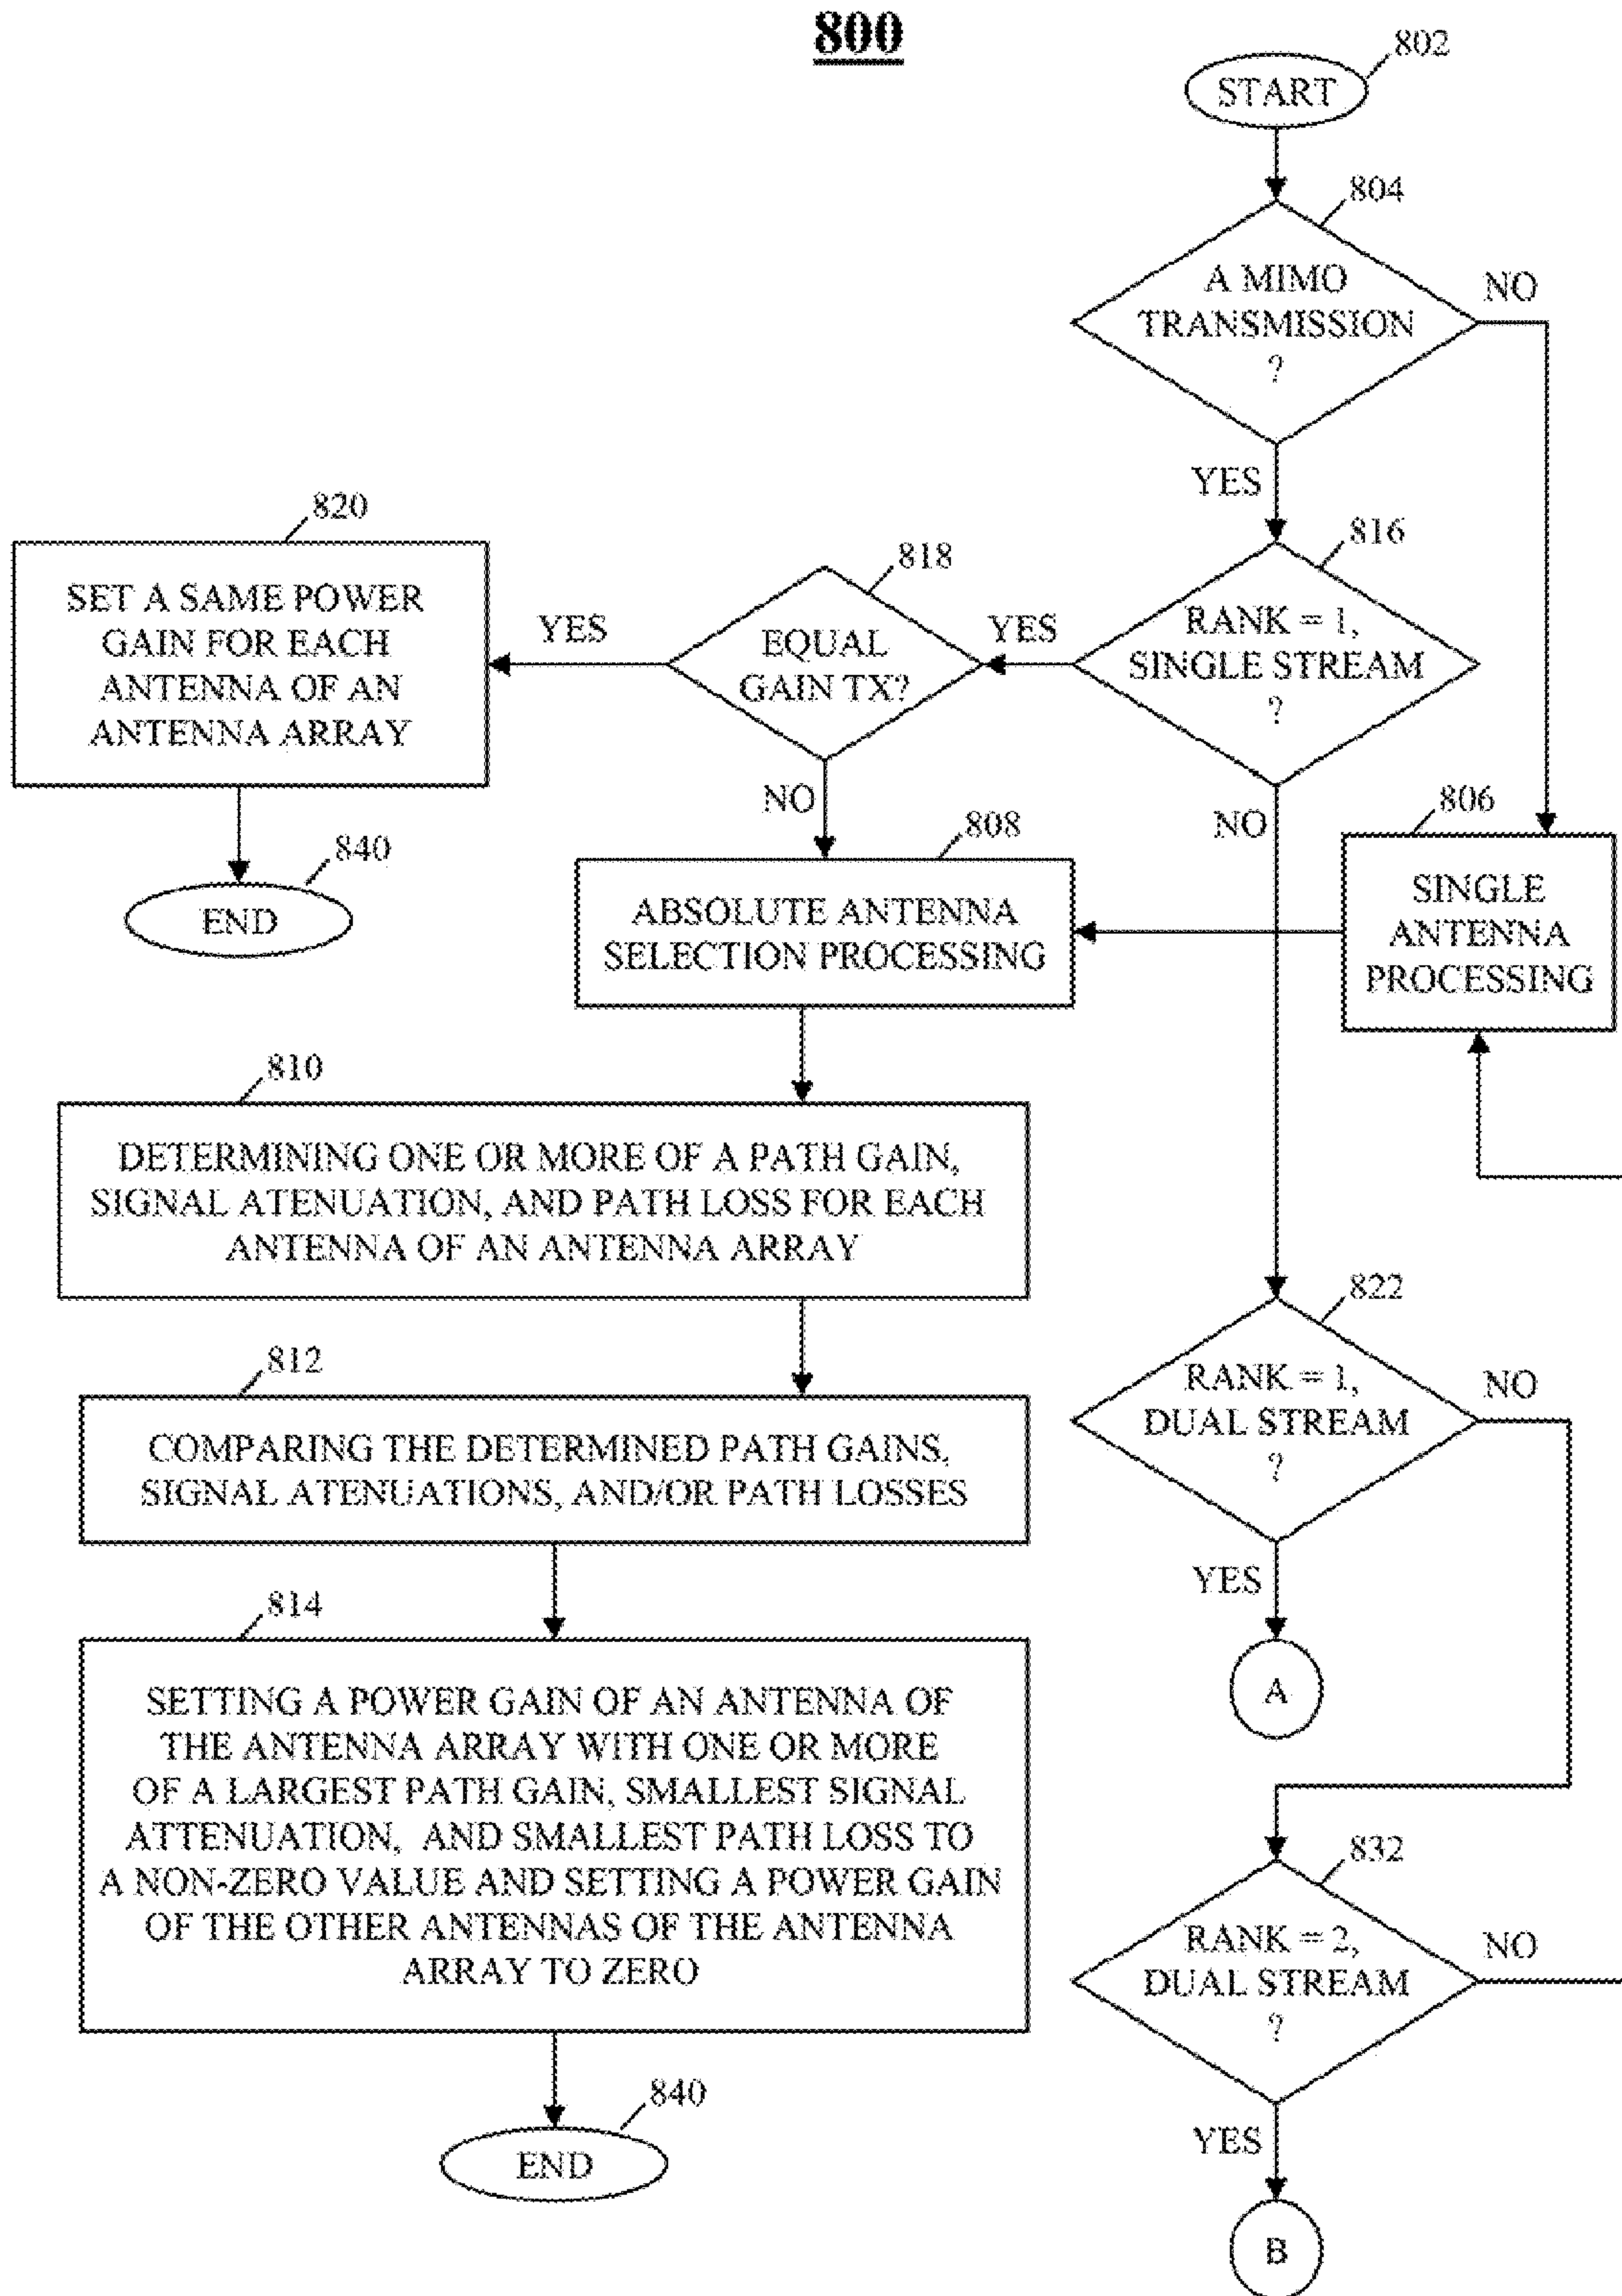 800
802
START
804
A MIMO
TRANSMISSION
?
NO
YES
816
RANK = 1,
SINGLE STREAM
?
YES
NO
818
EQUAL
GAIN TX?
YES
NO
820
SET A SAME POWER
GAIN FOR EACH
ANTENNA OF AN
ANTENNA ARRAY
840
END
806
SINGLE
ANTENNA
PROCESSING
808
ABSOLUTE ANTENNA
SELECTION PROCESSING
810
DETERMINING ONE OR MORE OF A PATH GAIN,
SIGNAL ATENUATION, AND PATH LOSS FOR EACH
ANTENNA OF AN ANTENNA ARRAY
812
COMPARING THE DETERMINED PATH GAINS,
SIGNAL ATENUATIONS, AND/OR PATH LOSSES
814
SETTING A POWER GAIN OF AN ANTENNA OF
THE ANTENNA ARRAY WITH ONE OR MORE
OF A LARGEST PATH GAIN, SMALLEST SIGNAL
ATTENUATION, AND SMALLEST PATH LOSS TO
A NON-ZERO VALUE AND SETTING A POWER GAIN
OF THE OTHER ANTENNAS OF THE ANTENNA
ARRAY TO ZERO
840
END
822
RANK = 1,
DUAL STREAM
?
NO
YES
A
832
RANK = 2,
DUAL STREAM
?
NO
YES
B